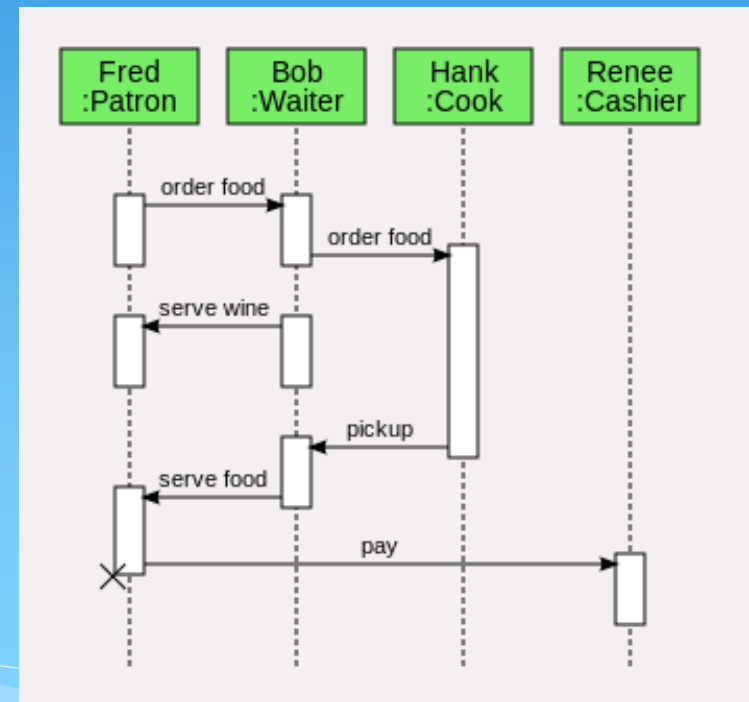 Fred
:Patron
Bob
:Waiter
Hank
:Cook
Renee
:Cashier
order food
order food
serve wine
pickup
serve food
pay